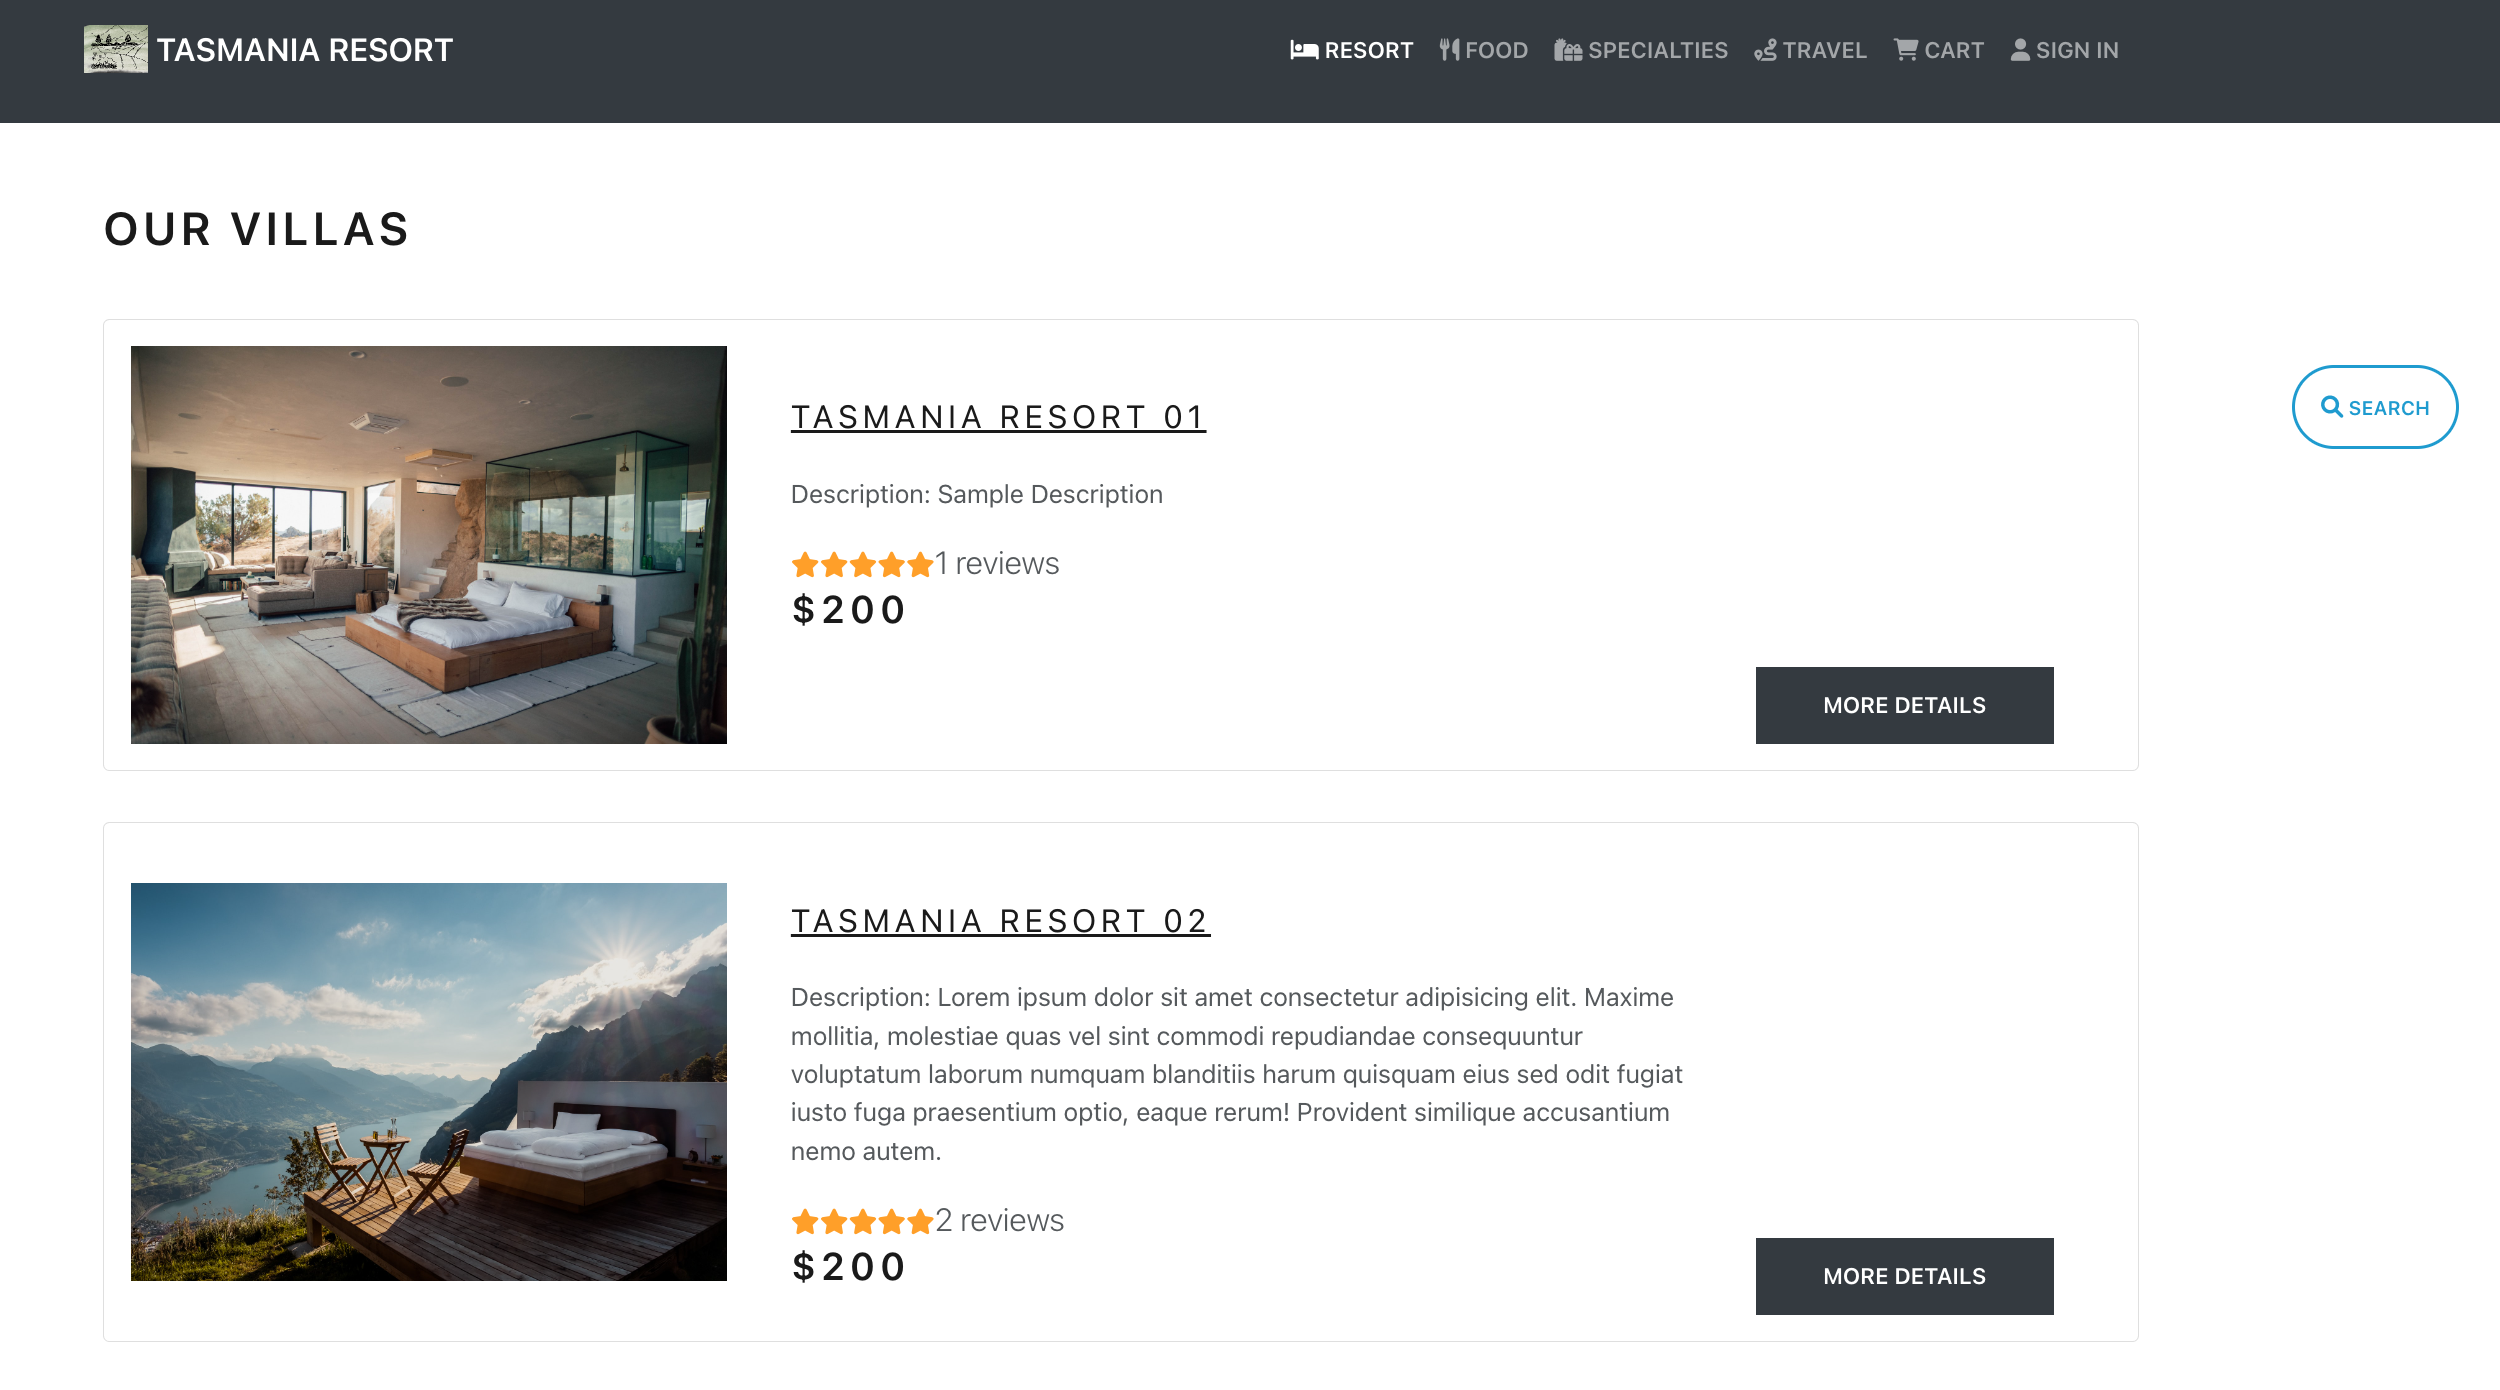 TASMANIA RESORT
RESORT FOOD SPECIALTIES TRAVEL CART SIGN IN
OUR VILLAS
TASMANIA RESORT 01
SEARCH
Description: Sample Description
1 reviews
$200
MORE DETAILS
TASMANIA RESORT 02
Description: Lorem ipsum dolor sit amet consectetur adipisicing elit. Maxime
mollitia, molestiae quas vel sint commodi repudiandae consequuntur
voluptatum laborum numquam blanditiis harum quisquam eius sed odit fugiat
iusto fuga praesentium optio, eaque rerum! Provident similique accusantium
nemo autem.
2 reviews
$200
MORE DETAILS